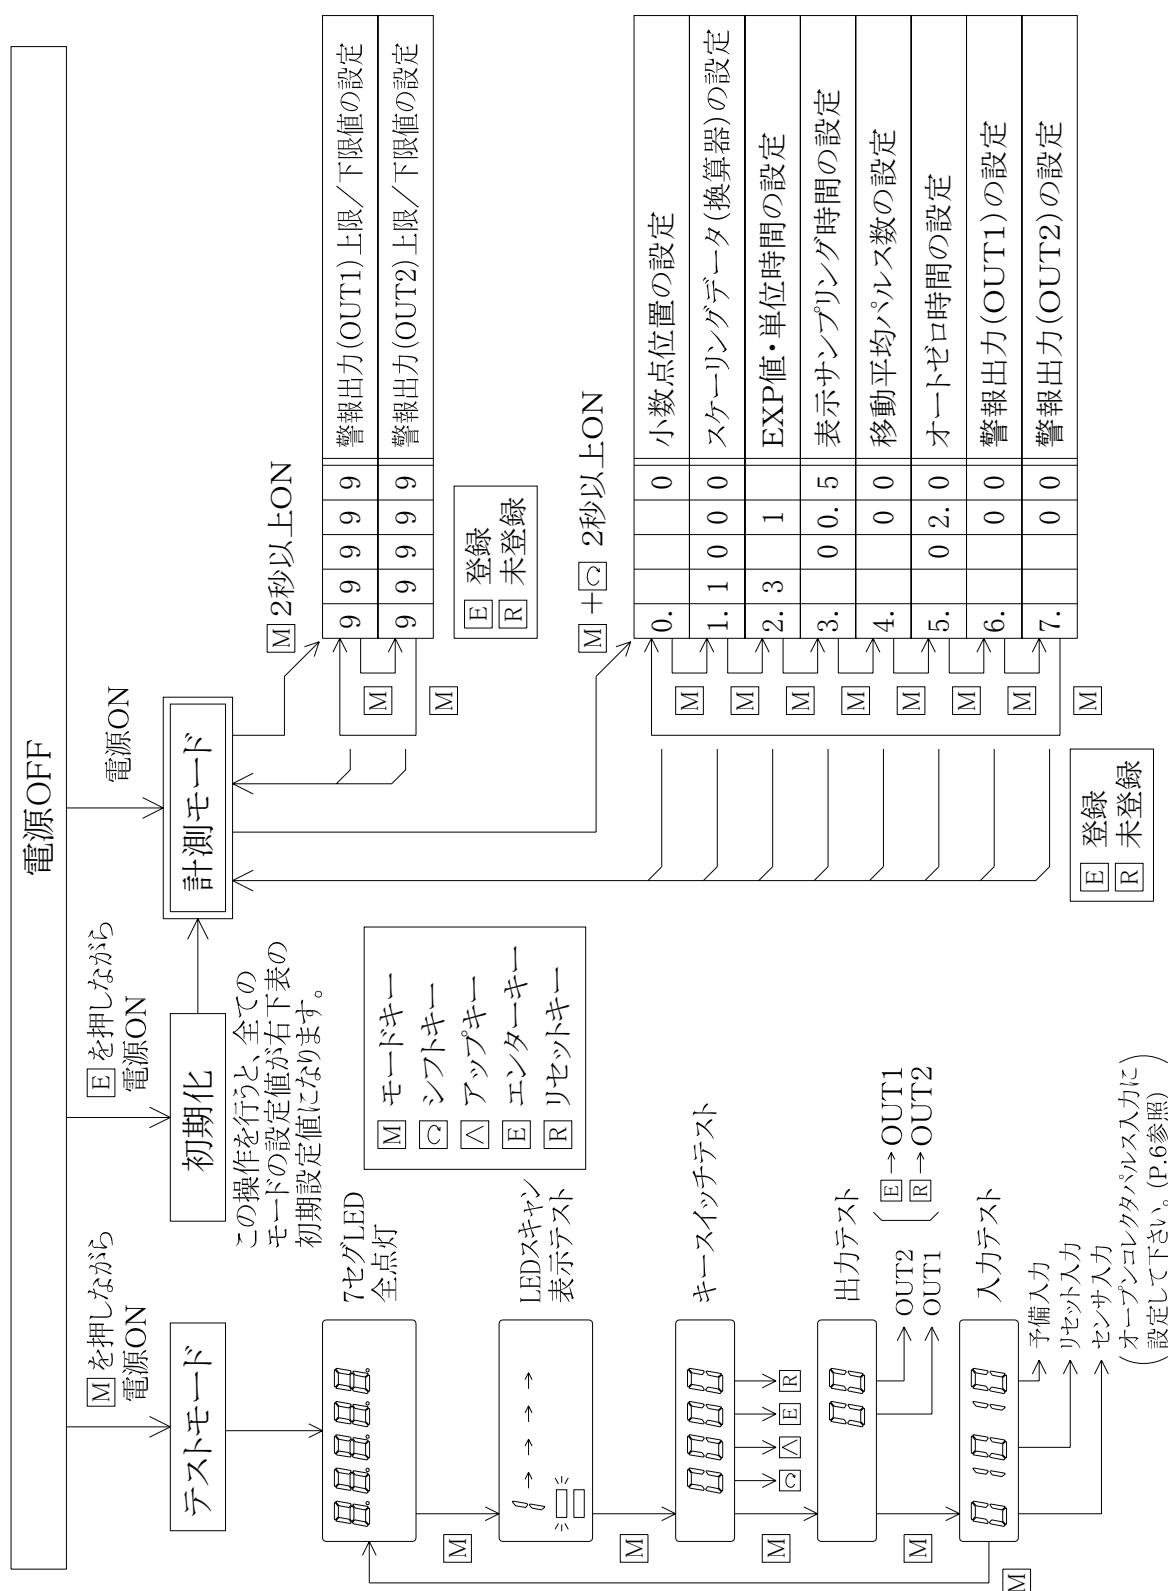 電源OFF
Mを押しながら
電源ON
Eを押しながら
電源ON
電源ON
テストモード
初期化
計測モード
この操作を行うと、全ての
モードの設定値が右下表の
初期設定値になります。
M モードキー
シフトキー
∧ アップキー
E エンターキー
R リセットキー
8.8.8.8.8.
7セグLED
全点灯
M
1→→→→
LEDスキャン
表示テスト
M
0000
∧ E R
キースイッチテスト
M
00
出力テスト
OUT2
OUT1
E→OUT1
R→OUT2
M
01010
入力テスト
予備入力
リセット入力
センサ入力
(オープンコレクタパルス入力に
設定して下さい。(P.6参照))
M
M 2秒以上ON
9 9 9 9 9 警報出力(OUT1)上限/下限値の設定
9 9 9 9 9 警報出力(OUT2)上限/下限値の設定
M
M
E 登録
R 未登録
M + 2秒以上ON
0. 0 小数点位置の設定
1. 1 0 0 0 スケーリングデータ(換算器)の設定
2. 3 1 EXP値・単位時間の設定
3. 0 0. 5 表示サンプリング時間の設定
4. 0 0 移動平均パルス数の設定
5. 0 2. 0 オートゼロ時間の設定
6. 0 0 警報出力(OUT1)の設定
7. 0 0 警報出力(OUT2)の設定
M
M
M
M
M
M
M
M
E 登録
R 未登録